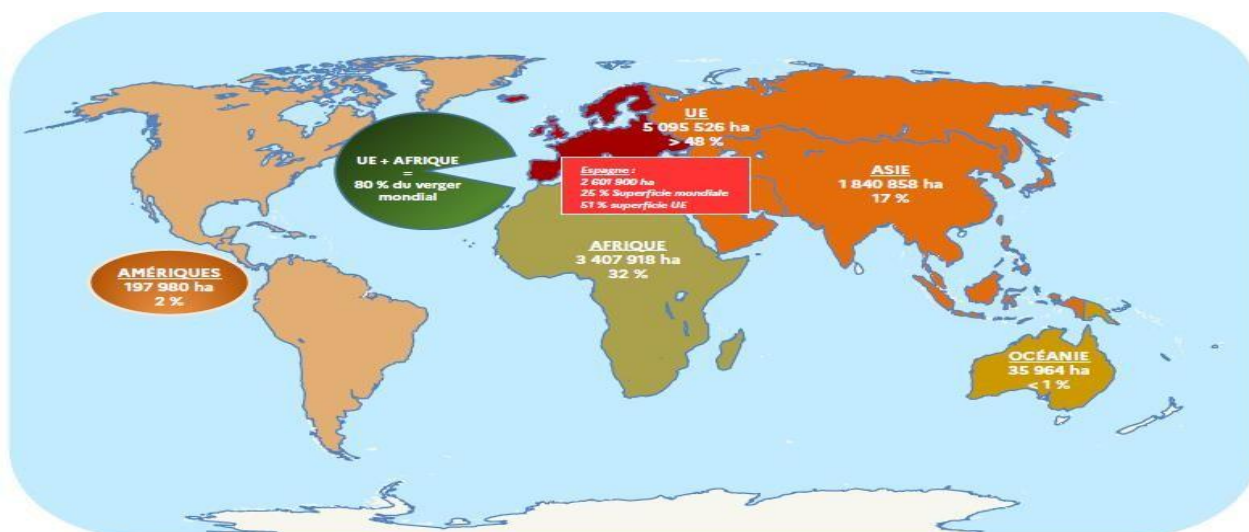 UE
5 095 526 ha
> 48 %
UE + AFRIQUE
=
80 % du verger
mondial
Espagne :
2 601 900 ha
25 % Superficie mondiale
51 % superficie UE
ASIE
1 840 858 ha
17 %
AFRIQUE
3 407 918 ha
32 %
AMÉRIQUES
197 980 ha
2 %
OCÉANIE
35 964 ha
< 1 %